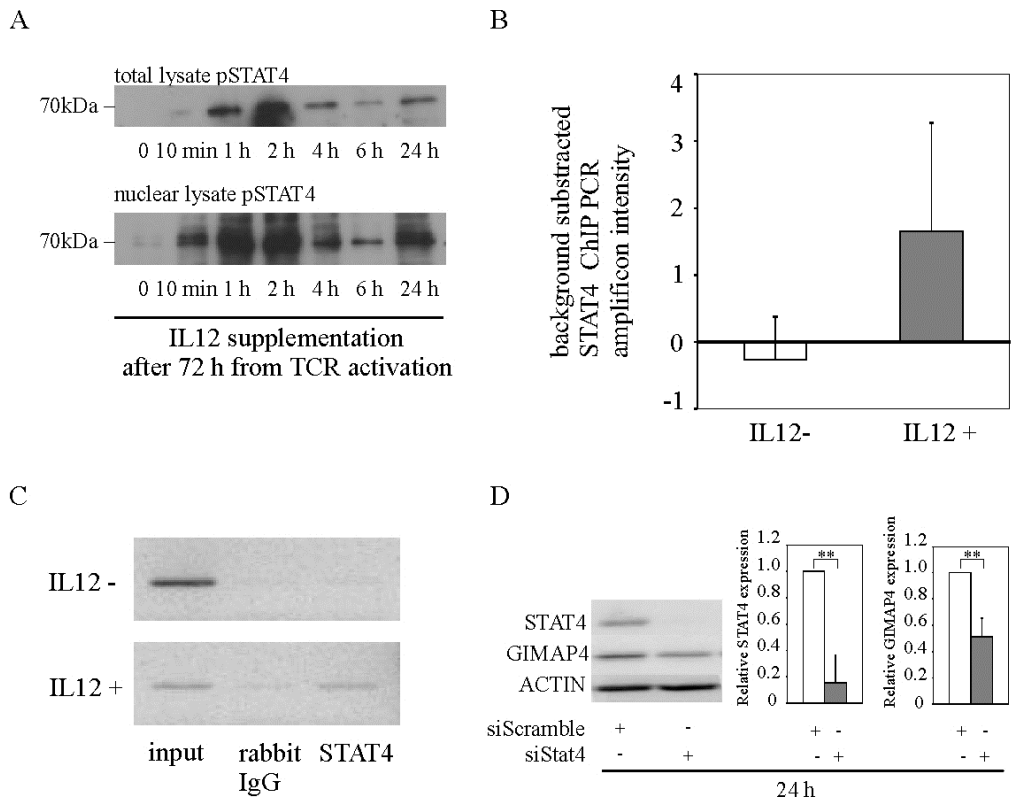 A
total lysate pSTAT4
70kDa
0 10 min 1 h 2 h 4 h 6 h 24 h
nuclear lysate pSTAT4
70kDa
0 10 min 1 h 2 h 4 h 6 h 24 h
IL12 supplementation
after 72 h from TCR activation
B
background substracted
STAT4 ChIP PCR
amplificon intensity
4
3
2
1
0
-1
IL12-
IL12 +
C
IL12 -
IL12 +
input
rabbit
IgG
STAT4
D
STAT4
GIMAP4
ACTIN
Relative STAT4 expression
1.2
1.0
0.8
0.6
0.4
0.2
0
**
Relative GIMAP4 expression
1.2
1.0
0.8
0.6
0.4
0.2
0
**
siScramble + - + - + -
siStat4 - + - + - +
24 h